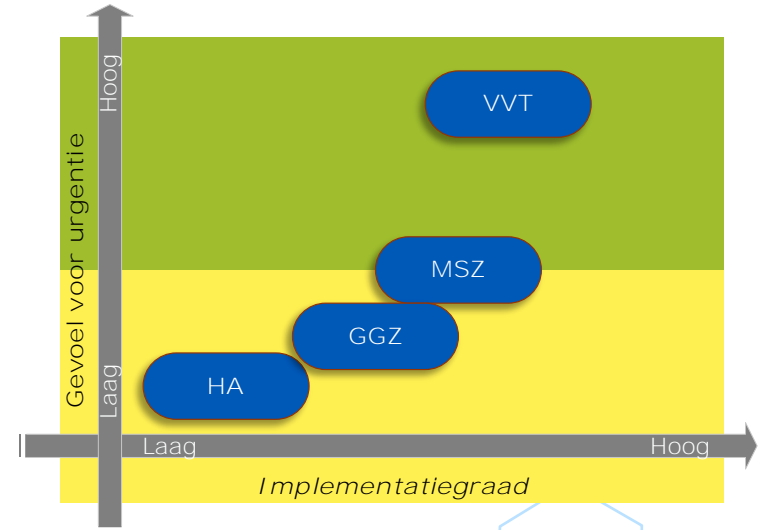 Hoog
VVT
Gevoel voor urgentie
MSZ
GGZ
Laag
HA
Laag
Hoog
Implementatiegraad